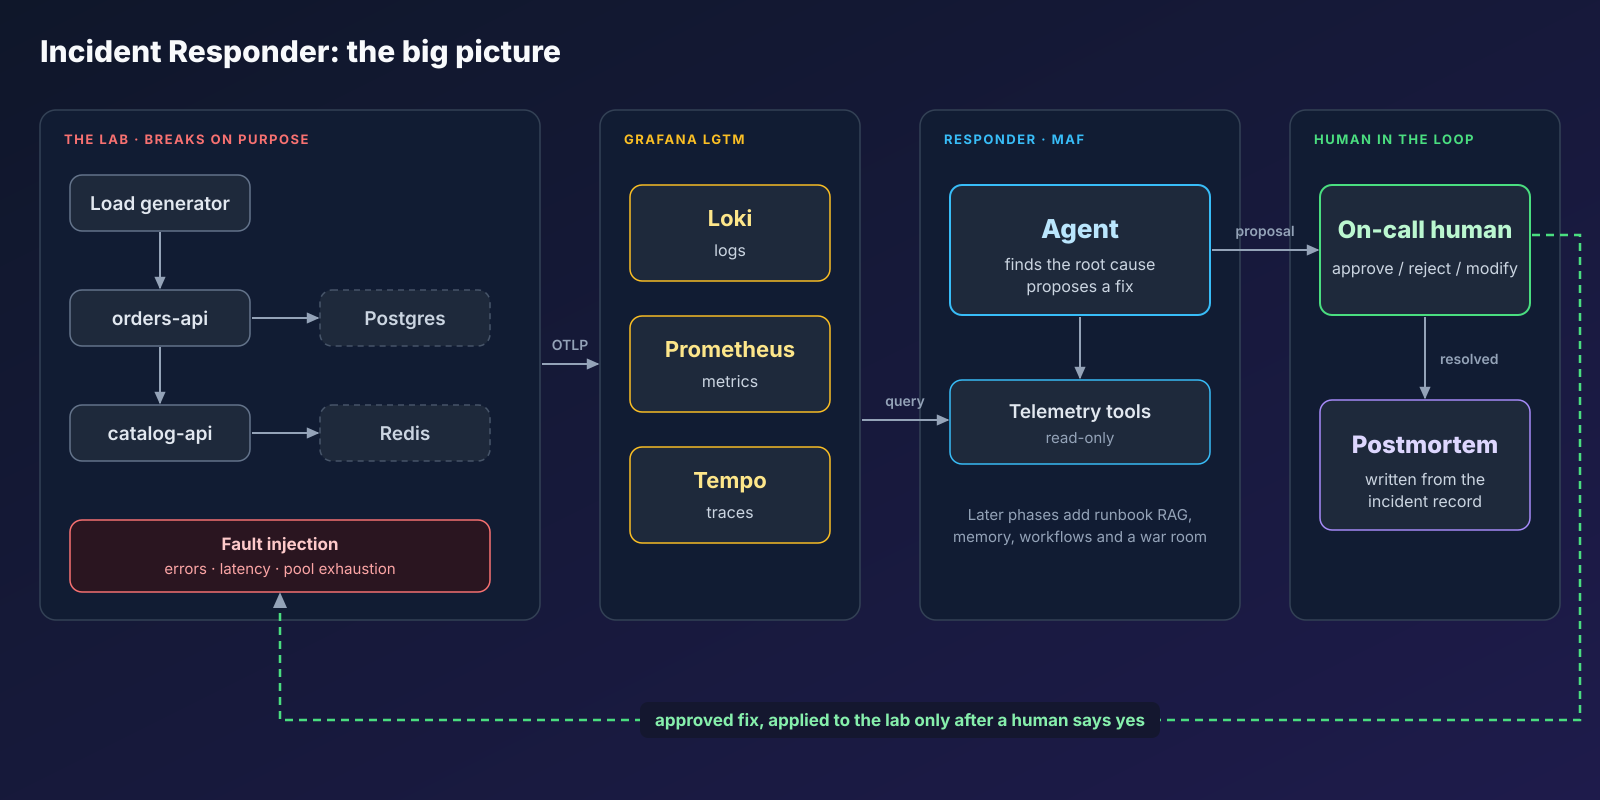 Incident Responder: the big picture
THE LAB · BREAKS ON PURPOSE
Load generator
orders-api
Postgres
catalog-api
Redis
Fault injection
errors · latency · pool exhaustion
OTLP
GRAFANA LGTM
Loki
logs
Prometheus
metrics
Tempo
traces
query
RESPONDER · MAF
Agent
finds the root cause
proposes a fix
Telemetry tools
read-only
Later phases add runbook RAG,
memory, workflows and a war room
proposal
HUMAN IN THE LOOP
On-call human
approve / reject / modify
resolved
Postmortem
written from the
incident record
approved fix, applied to the lab only after a human says yes